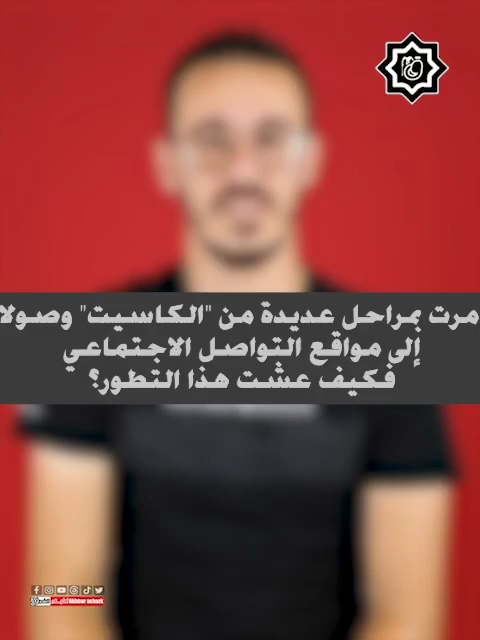 مرت بمراحل عديدة من "الكاسيت" وصولا
إلى مواقع التواصل الاجتماعي
فكيف عشت هذا التطور؟